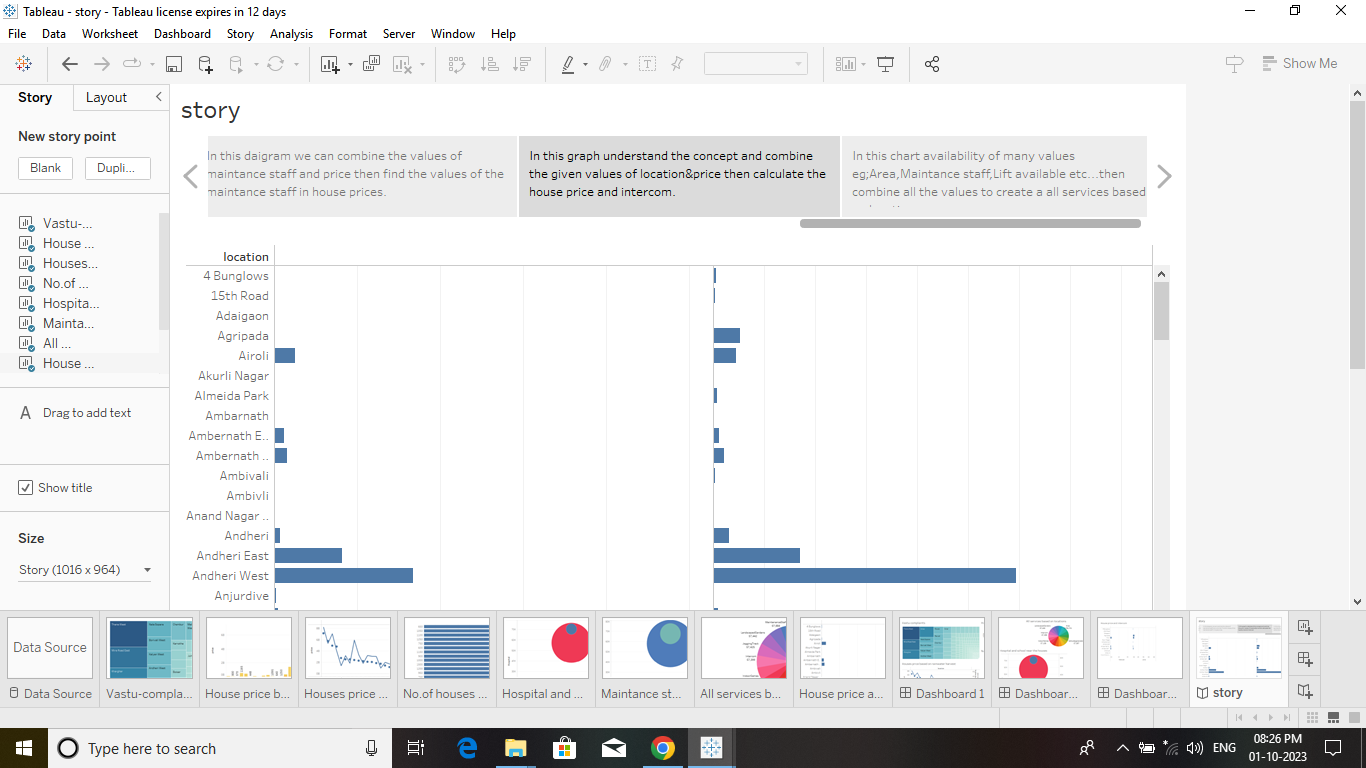 Tableau - story - Tableau license expires in 12 days
File Data Worksheet Dashboard Story Analysis Format Server Window Help
Show Me
Story Layout
New story point
Blank Dupli...
Vastu-...
House ...
Houses...
No.of ...
Hospita...
Mainta...
All ...
House ...
A Drag to add text
Show title
Size
Story (1016 x 964)
story
In this daigram we can combine the values of
maintance staff and price then find the values of the
maintance staff in house prices.
In this graph understand the concept and combine
the given values of location&price then calculate the
house price and intercom.
In this chart availability of many values
eg;Area,Maintance staff,Lift available etc...then
combine all the values to create a all services based
location
4 Bunglows
15th Road
Adaigaon
Agripada
Airoli
Akurli Nagar
Almeida Park
Ambarnath
Ambernath E..
Ambernath ..
Ambivali
Ambivli
Anand Nagar ..
Andheri
Andheri East
Andheri West
Anjurdive
Data Source
Data Source Vastu-compla... House price b... Houses price ... No.of houses ... Hospital and ... Maintance st... All services b... House price a... Dashboard 1 Dashboar... Dashboar... story
Type here to search
ENG
08:26 PM
01-10-2023